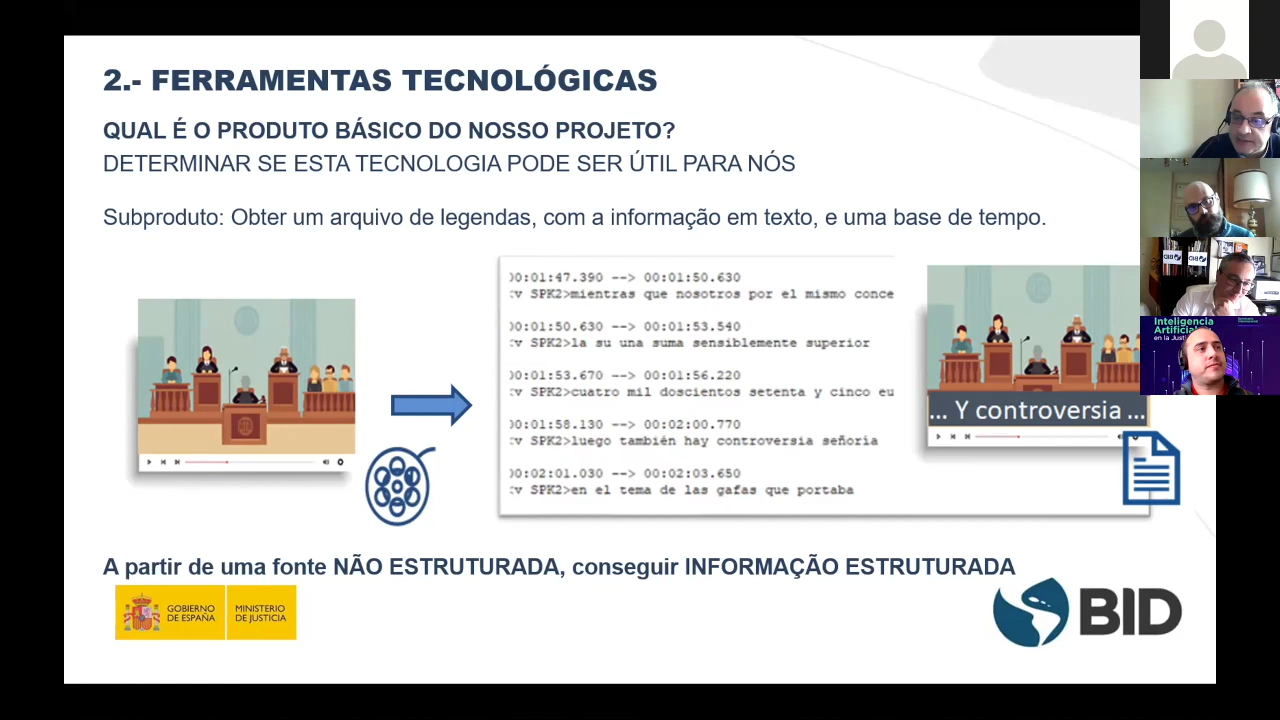 2.- FERRAMENTAS TECNOLÓGICAS
QUAL É O PRODUTO BÁSICO DO NOSSO PROJETO?
DETERMINAR SE ESTA TECNOLOGIA PODE SER ÚTIL PARA NÓS
Subproduto: Obter um arquivo de legendas, com a informação em texto, e uma base de tempo.
00:01:47.390 --> 00:01:50.630
<v SPK2>mientras que nosotros por el mismo conce
00:01:50.630 --> 00:01:53.540
<v SPK2>la su una suma sensiblemente superior
00:01:53.670 --> 00:01:56.220
<v SPK2>cuatro mil doscientos setenta y cinco eu
00:01:58.130 --> 00:02:00.770
<v SPK2>luego también hay controversia señoría
00:02:01.030 --> 00:02:03.650
<v SPK2>en el tema de las gafas que portaba
... Y controversia ...
A partir de uma fonte NÃO ESTRUTURADA, conseguir INFORMAÇÃO ESTRUTURADA
GOBIERNO
DE ESPAÑA
MINISTERIO
DE JUSTICIA
BID
BID
BID
Inteligencia
Artificial
en la Justi